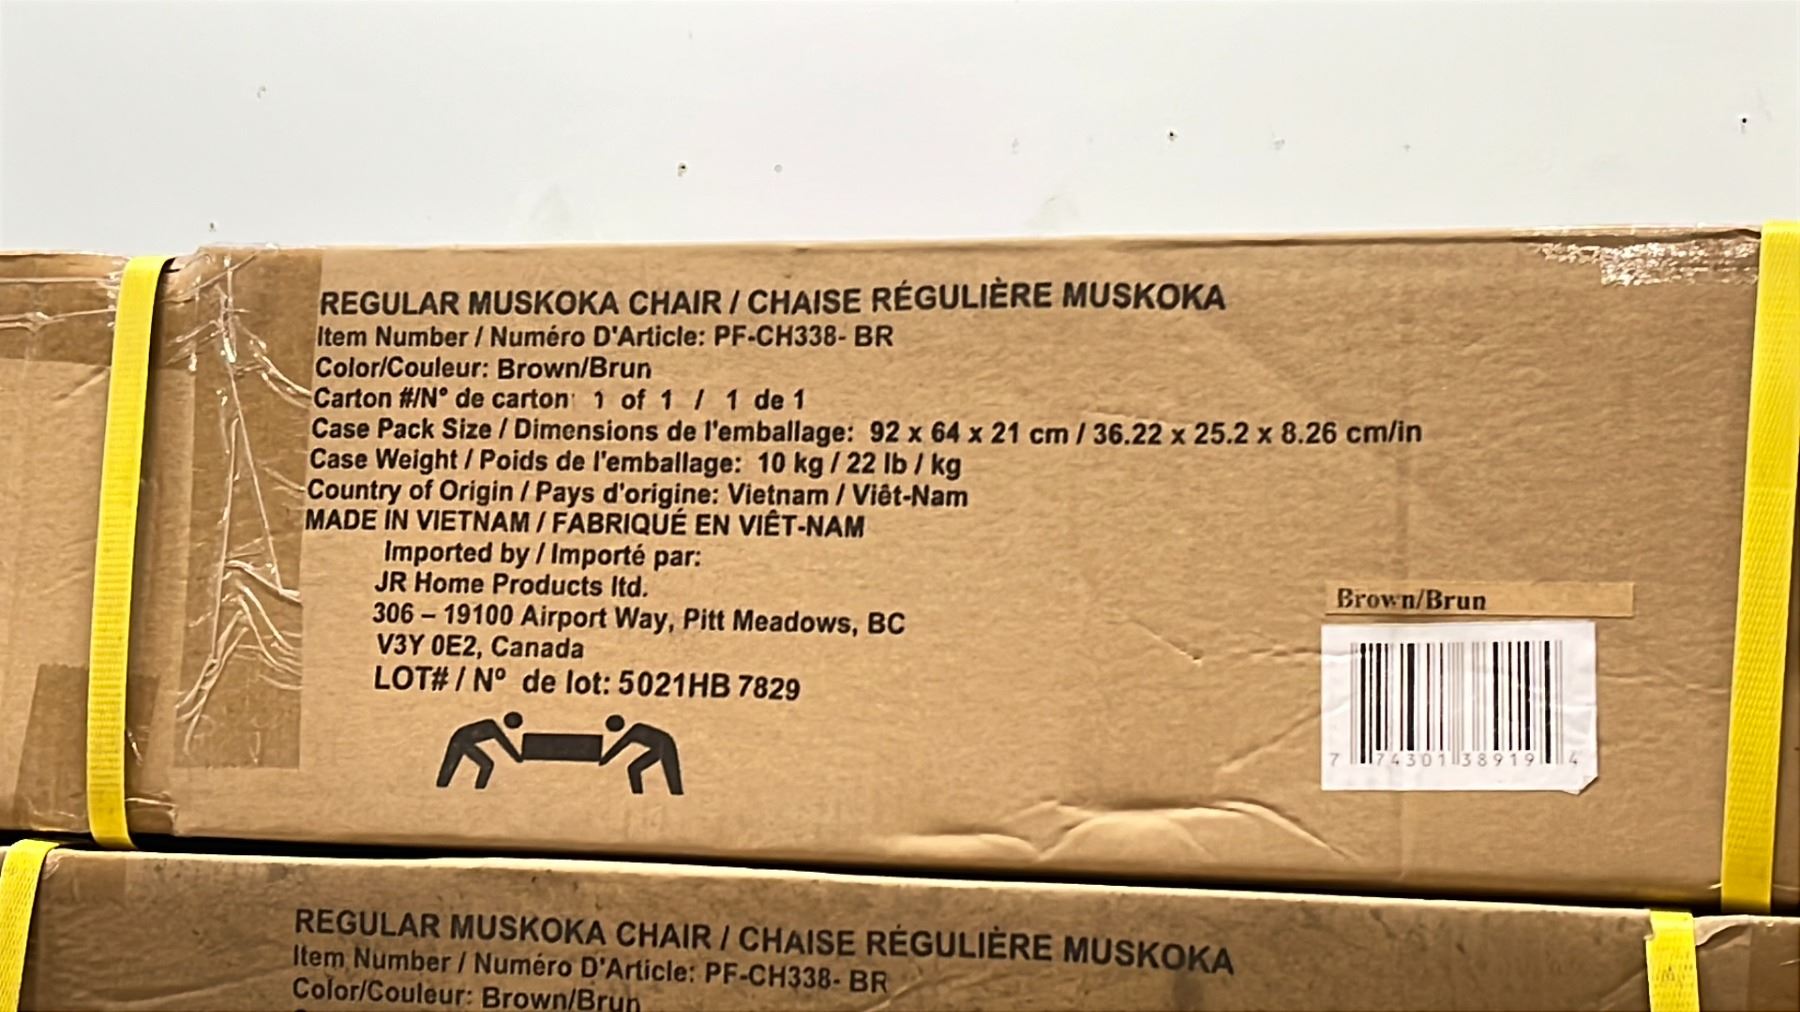 REGULAR MUSKOKA CHAIR / CHAISE RÉGULIÈRE MUSKOKA
Item Number / Numéro D'Article: PF-CH338- BR
Color/Couleur: Brown/Brun
Carton #/N° de carton: 1 of 1 / 1 de 1
Case Pack Size / Dimensions de l'emballage: 92 x 64 x 21 cm / 36.22 x 25.2 x 8.26 cm/in
Case Weight / Poids de l'emballage: 10 kg / 22 lb / kg
Country of Origin / Pays d'origine: Vietnam / Viêt-Nam
MADE IN VIETNAM / FABRIQUÉ EN VIÊT-NAM
Imported by / Importé par:
JR Home Products ltd.
306 – 19100 Airport Way, Pitt Meadows, BC
V3Y 0E2, Canada
LOT# / Nº de lot: 5021HB 7829
Brown/Brun
7 74301 38919 4
REGULAR MUSKOKA CHAIR / CHAISE RÉGULIÈRE MUSKOKA
Item Number / Numéro D'Article: PF-CH338- BR
Color/Couleur: Brown/Brun